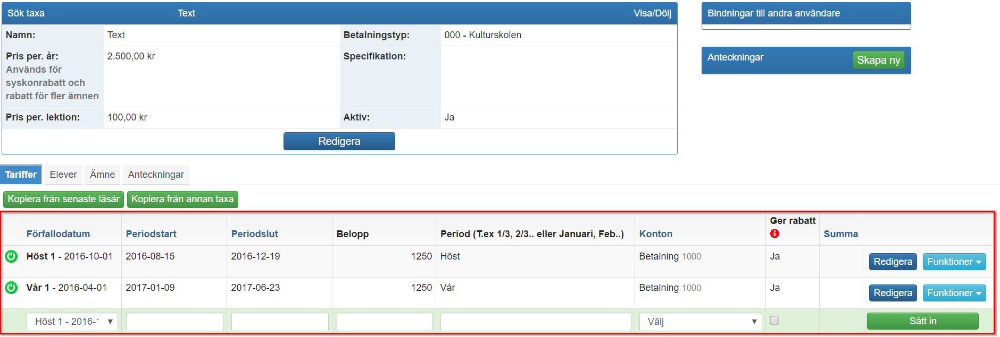 Sök taxa Text Visa/Dölj
Namn: Text Betalningstyp: 000 - Kulturskolen
Pris per. år: 2.500,00 kr Specifikation:
Används för
syskonrabatt och
rabatt för fler ämnen
Pris per. lektion: 100,00 kr Aktiv: Ja
Redigera
Bindningar till andra användare
Anteckningar Skapa ny
Tariffer Elever Ämne Anteckningar
Kopiera från senaste läsår Kopiera från annan taxa
Ger rabatt
Förfallodatum Periodstart Periodslut Belopp Period (T.ex 1/3, 2/3.. eller Januari, Feb..) Konton Summa
Höst 1 - 2016-10-01 2016-08-15 2016-12-19 1250 Höst Betalning 1000 Ja Redigera Funktioner
Vår 1 - 2016-04-01 2017-01-09 2017-06-23 1250 Vår Betalning 1000 Ja Redigera Funktioner
Höst 1 - 2016- Välj Sätt in